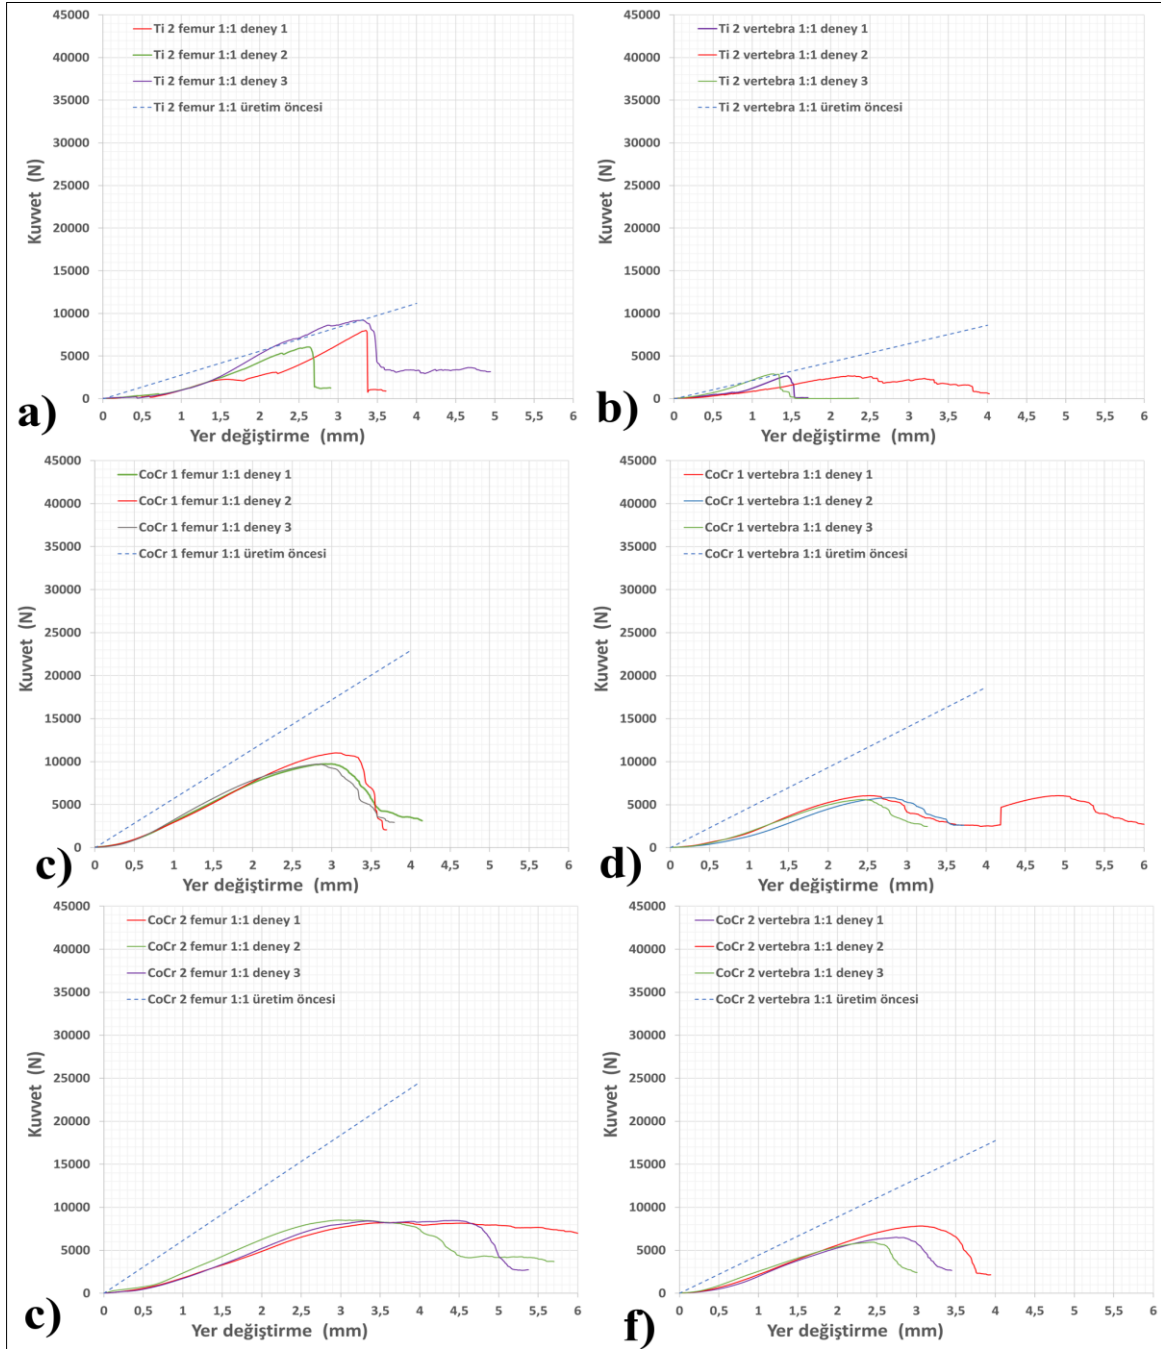 45000
40000
35000
30000
25000
20000
15000
10000
5000
0
Kuvvet (N)
Ti 2 femur 1:1 deney 1
Ti 2 femur 1:1 deney 2
Ti 2 femur 1:1 deney 3
Ti 2 femur 1:1 üretim öncesi
0 0,5 1 1,5 2 2,5 3 3,5 4 4,5 5 5,5 6
Yer değiştirme (mm)
a)
45000
40000
35000
30000
25000
20000
15000
10000
5000
0
Kuvvet (N)
Ti 2 vertebra 1:1 deney 1
Ti 2 vertebra 1:1 deney 2
Ti 2 vertebra 1:1 deney 3
Ti 2 vertebra 1:1 üretim öncesi
0 0,5 1 1,5 2 2,5 3 3,5 4 4,5 5 5,5 6
Yer değiştirme (mm)
b)
45000
40000
35000
30000
25000
20000
15000
10000
5000
0
Kuvvet (N)
CoCr 1 femur 1:1 deney 1
CoCr 1 femur 1:1 deney 2
CoCr 1 femur 1:1 deney 3
CoCr 1 femur 1:1 üretim öncesi
0 0,5 1 1,5 2 2,5 3 3,5 4 4,5 5 5,5 6
Yer değiştirme (mm)
c)
45000
40000
35000
30000
25000
20000
15000
10000
5000
0
Kuvvet (N)
CoCr 1 vertebra 1:1 deney 1
CoCr 1 vertebra 1:1 deney 2
CoCr 1 vertebra 1:1 deney 3
CoCr 1 vertebra 1:1 üretim öncesi
0 0,5 1 1,5 2 2,5 3 3,5 4 4,5 5 5,5 6
Yer değiştirme (mm)
d)
45000
40000
35000
30000
25000
20000
15000
10000
5000
0
Kuvvet (N)
CoCr 2 femur 1:1 deney 1
CoCr 2 femur 1:1 deney 2
CoCr 2 femur 1:1 deney 3
CoCr 2 femur 1:1 üretim öncesi
0 0,5 1 1,5 2 2,5 3 3,5 4 4,5 5 5,5 6
Yer değiştirme (mm)
c)
45000
40000
35000
30000
25000
20000
15000
10000
5000
0
Kuvvet (N)
CoCr 2 vertebra 1:1 deney 1
CoCr 2 vertebra 1:1 deney 2
CoCr 2 vertebra 1:1 deney 3
CoCr 2 vertebra 1:1 üretim öncesi
0 0,5 1 1,5 2 2,5 3 3,5 4 4,5 5 5,5 6
Yer değiştirme (mm)
f)